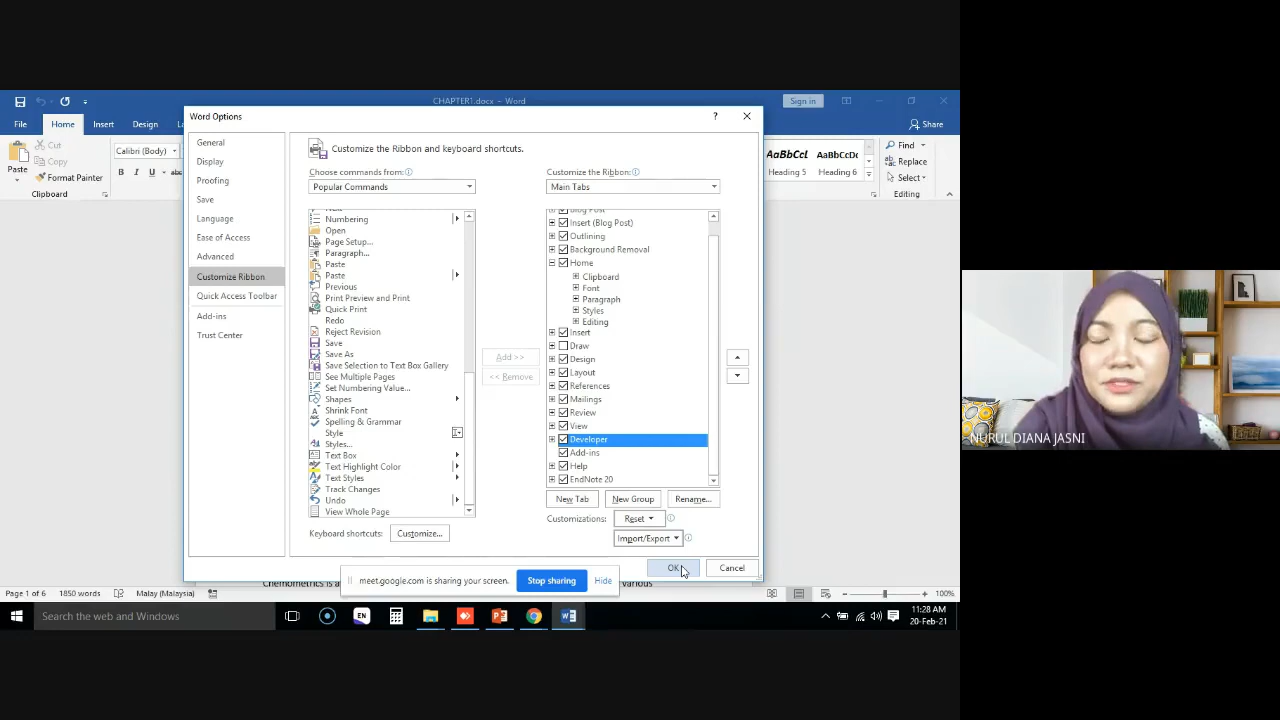 CHAPTER1.docx - Word
Sign in
File
Home
Insert
Design
Share
Cut
Copy
Format Painter
Paste
Clipboard
Calibri (Body)
B I U abc
AaBbCcI
Heading 5
AaBbCcDc
Heading 6
Find
Replace
Select
Editing
Word Options
?
General
Display
Proofing
Save
Language
Ease of Access
Advanced
Customize Ribbon
Quick Access Toolbar
Add-ins
Trust Center
Customize the Ribbon and keyboard shortcuts.
Choose commands from:
Popular Commands
Numbering
Open
Page Setup...
Paragraph...
Paste
Paste
Previous
Print Preview and Print
Quick Print
Redo
Reject Revision
Save
Save As
Save Selection to Text Box Gallery
See Multiple Pages
Set Numbering Value...
Shapes
Shrink Font
Spelling & Grammar
Style
Styles...
Text Box
Text Highlight Color
Text Styles
Track Changes
Undo
View Whole Page
Keyboard shortcuts:
Customize...
Add >>
<< Remove
Customize the Ribbon:
Main Tabs
Blog Post
Insert (Blog Post)
Outlining
Background Removal
Home
Clipboard
Font
Paragraph
Styles
Editing
Insert
Draw
Design
Layout
References
Mailings
Review
View
Developer
Add-ins
Help
EndNote 20
New Tab
New Group
Rename...
Customizations:
Reset
Import/Export
OK
Cancel
meet.google.com is sharing your screen.
Stop sharing
Hide
Page 1 of 6
1850 words
Malay (Malaysia)
100%
Search the web and Windows
EN
11:28 AM
20-Feb-21
NURUL DIANA JASNI